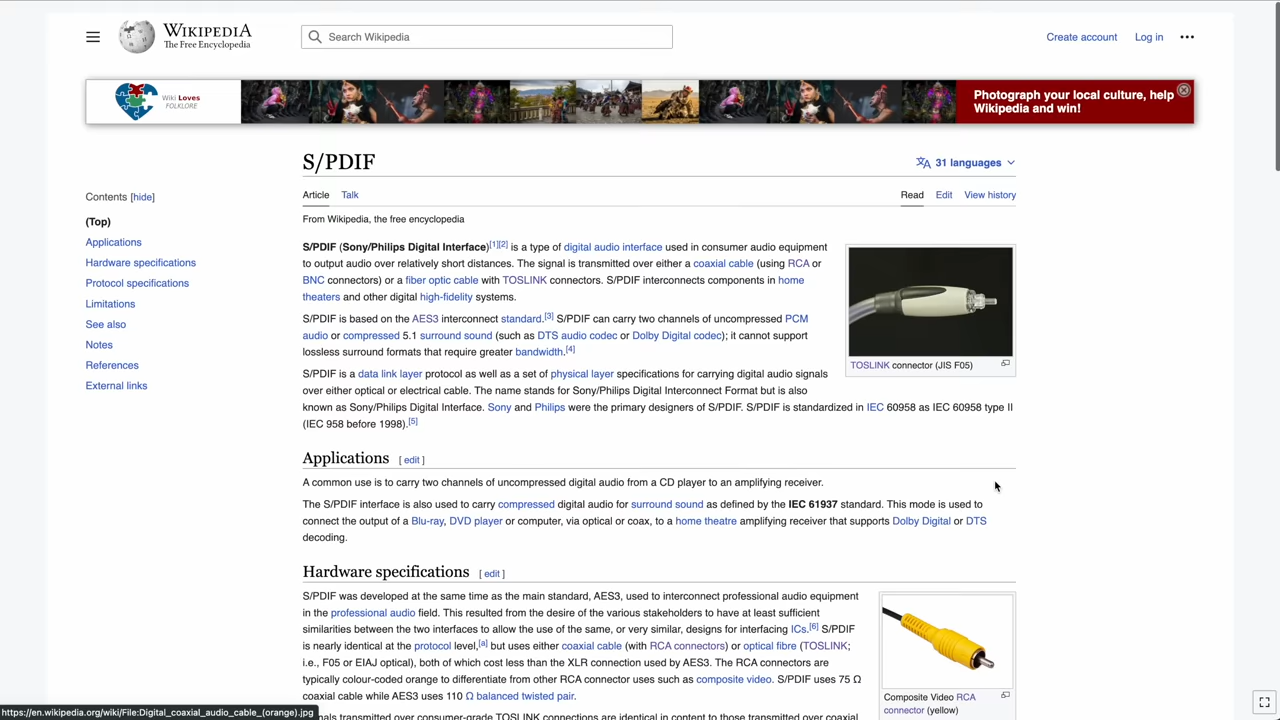 WIKIPEDIA
The Free Encyclopedia
Search Wikipedia
Create account
Log in
Wiki Loves
FOLKLORE
Photograph your local culture, help
Wikipedia and win!
S/PDIF
31 languages
Contents [hide]
(Top)
Applications
Hardware specifications
Protocol specifications
Limitations
See also
Notes
References
External links
Article
Talk
Read
Edit
View history
From Wikipedia, the free encyclopedia
S/PDIF (Sony/Philips Digital Interface)[1][2] is a type of digital audio interface used in consumer audio equipment
to output audio over relatively short distances. The signal is transmitted over either a coaxial cable (using RCA or
BNC connectors) or a fiber optic cable with TOSLINK connectors. S/PDIF interconnects components in home
theaters and other digital high-fidelity systems.
S/PDIF is based on the AES3 interconnect standard.[3] S/PDIF can carry two channels of uncompressed PCM
audio or compressed 5.1 surround sound (such as DTS audio codec or Dolby Digital codec); it cannot support
lossless surround formats that require greater bandwidth.[4]
S/PDIF is a data link layer protocol as well as a set of physical layer specifications for carrying digital audio signals
over either optical or electrical cable. The name stands for Sony/Philips Digital Interconnect Format but is also
known as Sony/Philips Digital Interface. Sony and Philips were the primary designers of S/PDIF. S/PDIF is standardized in IEC 60958 as IEC 60958 type II
(IEC 958 before 1998).[5]
TOSLINK connector (JIS F05)
Applications [ edit ]
A common use is to carry two channels of uncompressed digital audio from a CD player to an amplifying receiver.
The S/PDIF interface is also used to carry compressed digital audio for surround sound as defined by the IEC 61937 standard. This mode is used to
connect the output of a Blu-ray, DVD player or computer, via optical or coax, to a home theatre amplifying receiver that supports Dolby Digital or DTS
decoding.
Hardware specifications [ edit ]
S/PDIF was developed at the same time as the main standard, AES3, used to interconnect professional audio equipment
in the professional audio field. This resulted from the desire of the various stakeholders to have at least sufficient
similarities between the two interfaces to allow the use of the same, or very similar, designs for interfacing ICs.[6] S/PDIF
is nearly identical at the protocol level,[a] but uses either coaxial cable (with RCA connectors) or optical fibre (TOSLINK;
i.e., F05 or EIAJ optical), both of which cost less than the XLR connection used by AES3. The RCA connectors are
typically colour-coded orange to differentiate from other RCA connector uses such as composite video. S/PDIF uses 75 Ω
coaxial cable while AES3 uses 110 Ω balanced twisted pair.
Composite Video RCA
connector (yellow)
https://en.wikipedia.org/wiki/File:Digital_coaxial_audio_cable_(orange).jpg
transmitted over consumer-grade TOSLINK connections are identical in content to those transmitted over coaxial